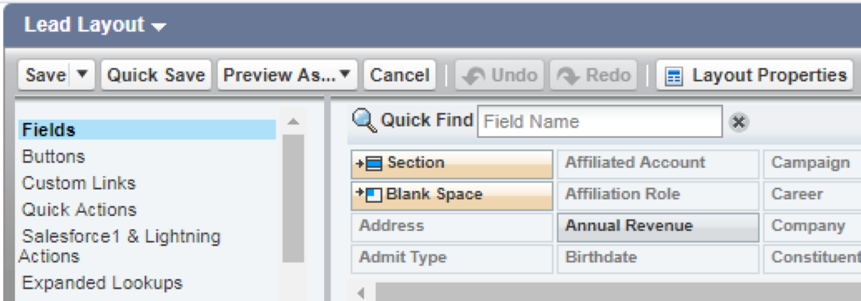 Lead Layout
Save Quick Save Preview As... Cancel Undo Redo Layout Properties
Fields
Buttons
Custom Links
Quick Actions
Salesforce1 & Lightning
Actions
Expanded Lookups
Quick Find Field Name
Section Affiliated Account Campaign
Blank Space Affiliation Role Career
Address Annual Revenue Company
Admit Type Birthdate Constituent